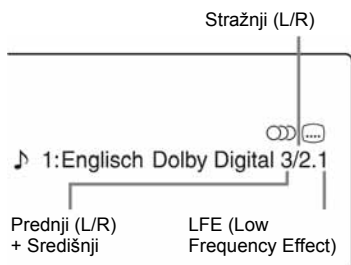 Stražnji (L/R)
♪ 1:Englisch Dolby Digital 3/2.1
Prednji (L/R)
+ Središnji
LFE (Low
Frequency Effect)